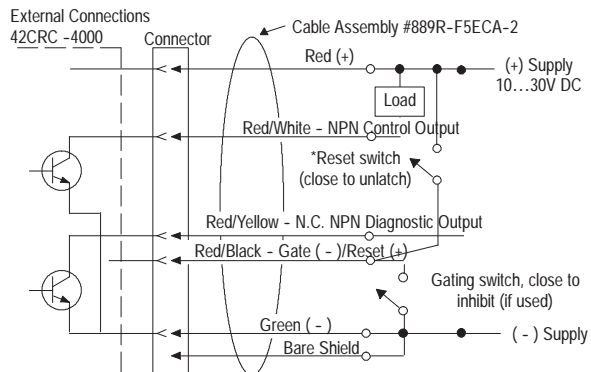 External Connections
42CRC -4000
Connector
Cable Assembly #889R-F5ECA-2
Red (+)
(+) Supply
10...30V DC
Load
Red/White - NPN Control Output
*Reset switch
(close to unlatch)
Red/Yellow - N.C. NPN Diagnostic Output
Red/Black - Gate ( - )/Reset (+)
Gating switch, close to
inhibit (if used)
Green ( - )
( - ) Supply
Bare Shield